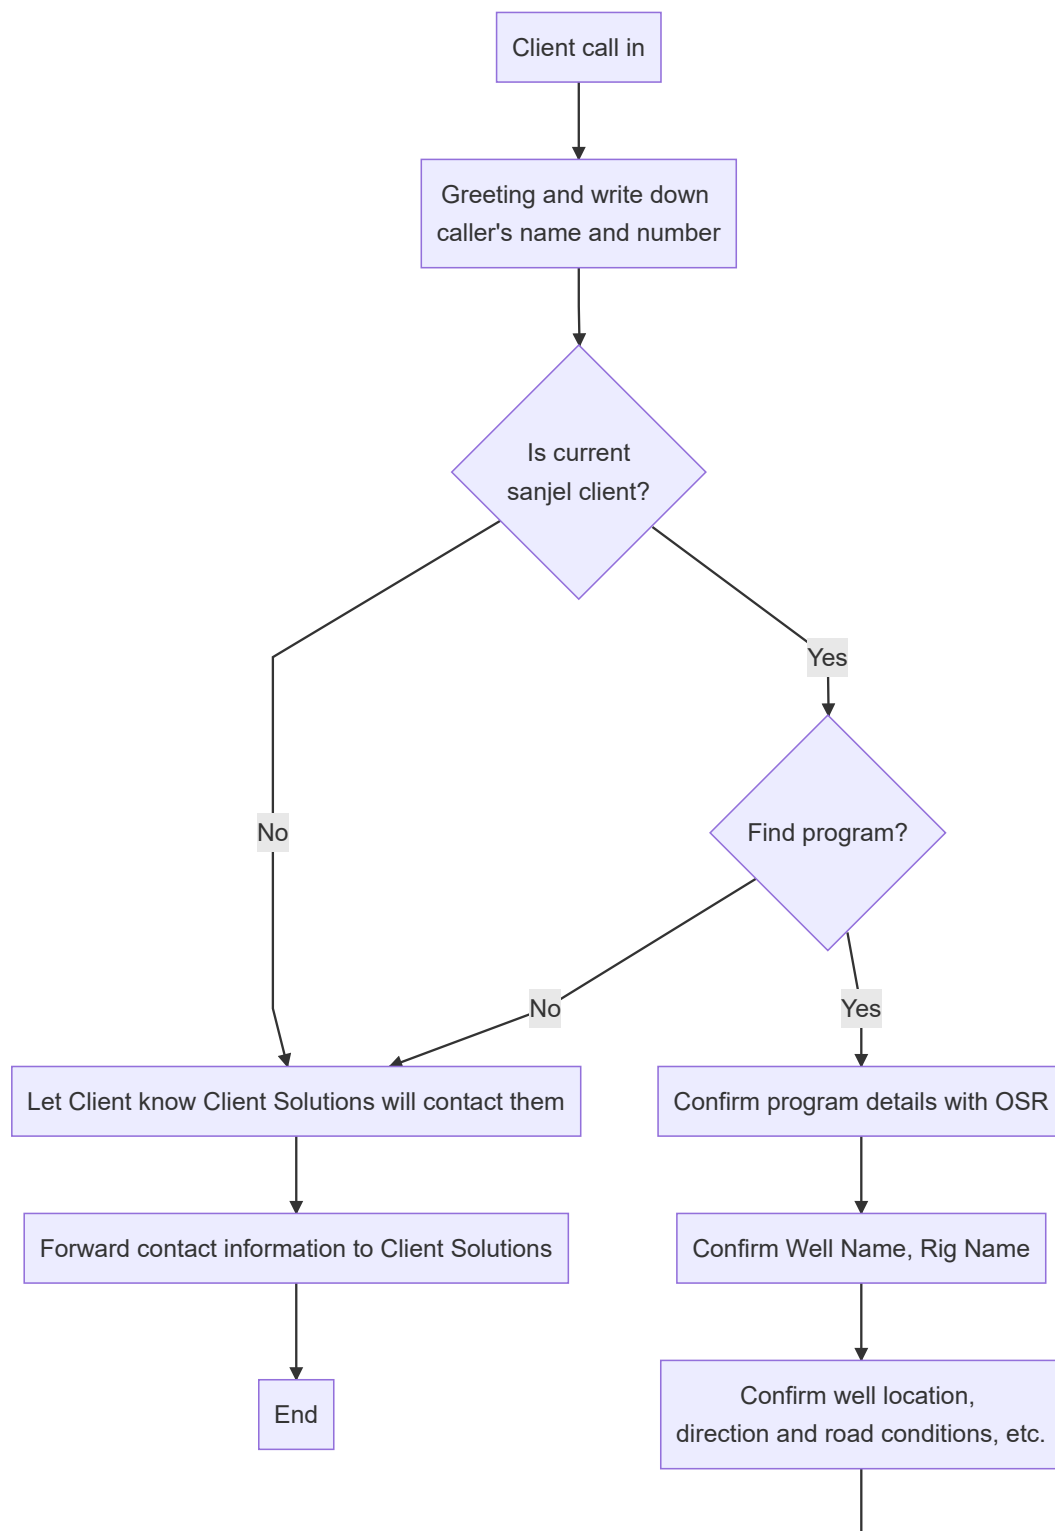 Client call in
Greeting and write down
caller's name and number
Is current
sanjel client?
Yes
No
Find program?
No
Yes
Let Client know Client Solutions will contact them
Confirm program details with OSR
Forward contact information to Client Solutions
Confirm Well Name, Rig Name
End
Confirm well location,
direction and road conditions, etc.